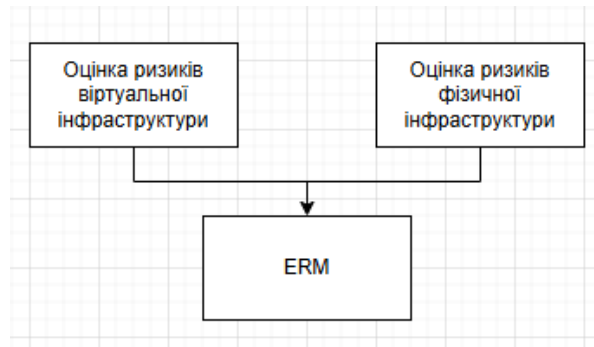 Оцінка ризиків
віртуальної
інфраструктури
Оцінка ризиків
фізичної
інфраструктури
ERM